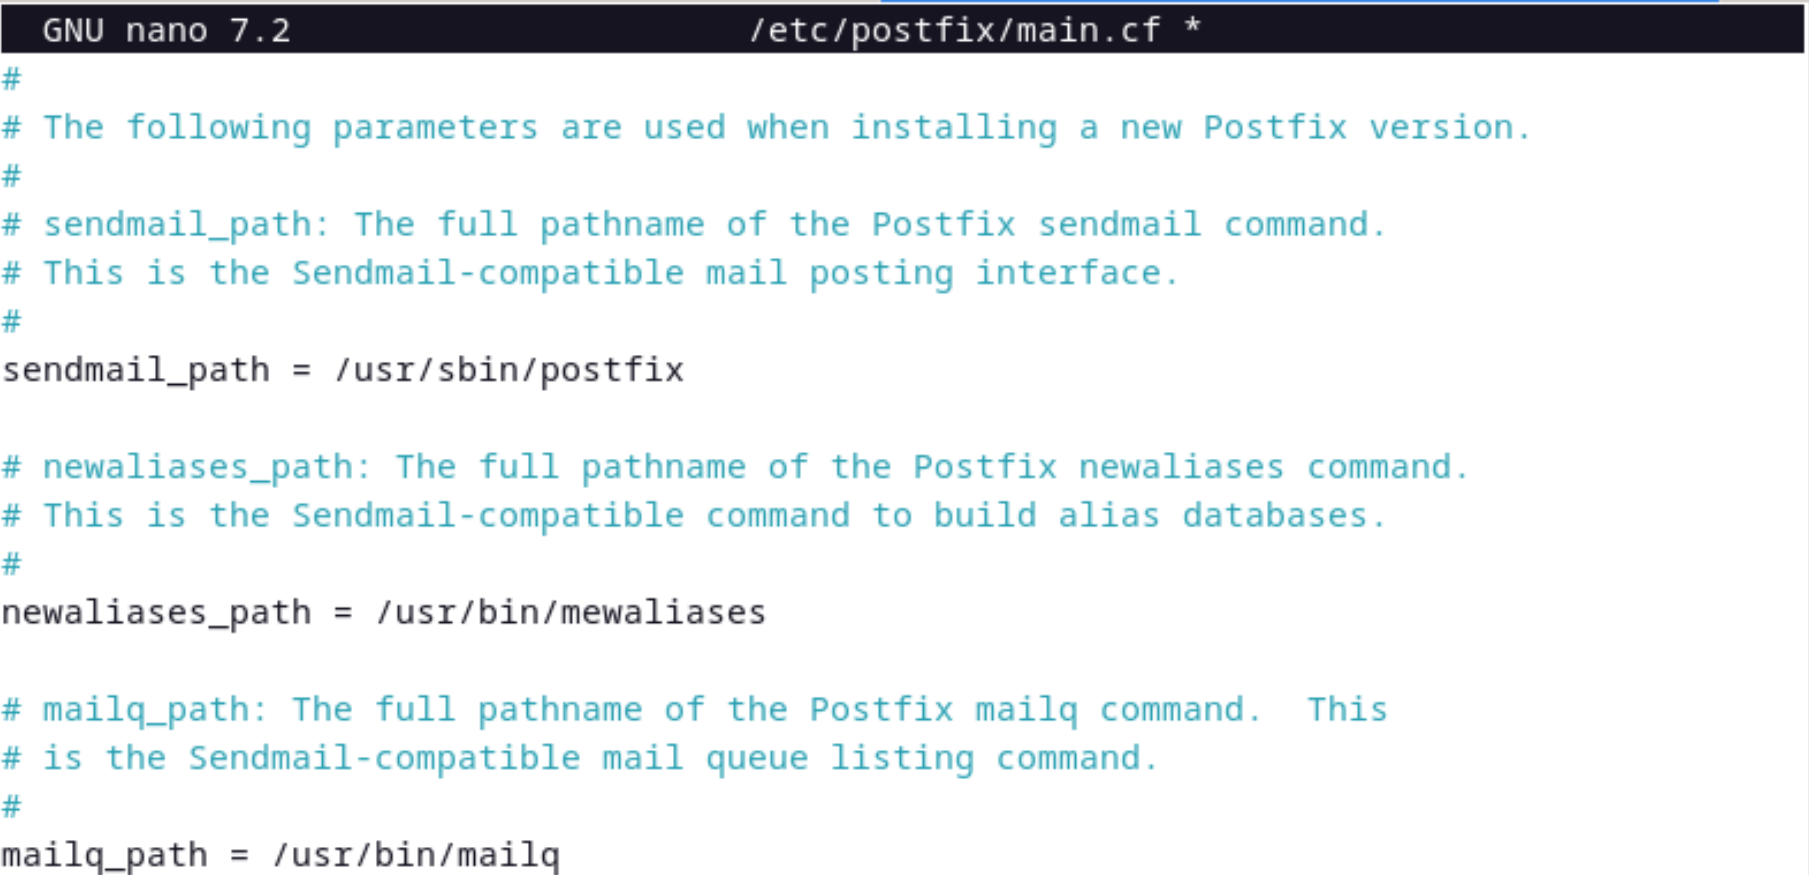 GNU nano 7.2 /etc/postfix/main.cf *
#
# The following parameters are used when installing a new Postfix version.
#
# sendmail_path: The full pathname of the Postfix sendmail command.
# This is the Sendmail-compatible mail posting interface.
#
sendmail_path = /usr/sbin/postfix
# newaliases_path: The full pathname of the Postfix newaliases command.
# This is the Sendmail-compatible command to build alias databases.
#
newaliases_path = /usr/bin/mewaliases
# mailq_path: The full pathname of the Postfix mailq command.  This
# is the Sendmail-compatible mail queue listing command.
#
mailq_path = /usr/bin/mailq